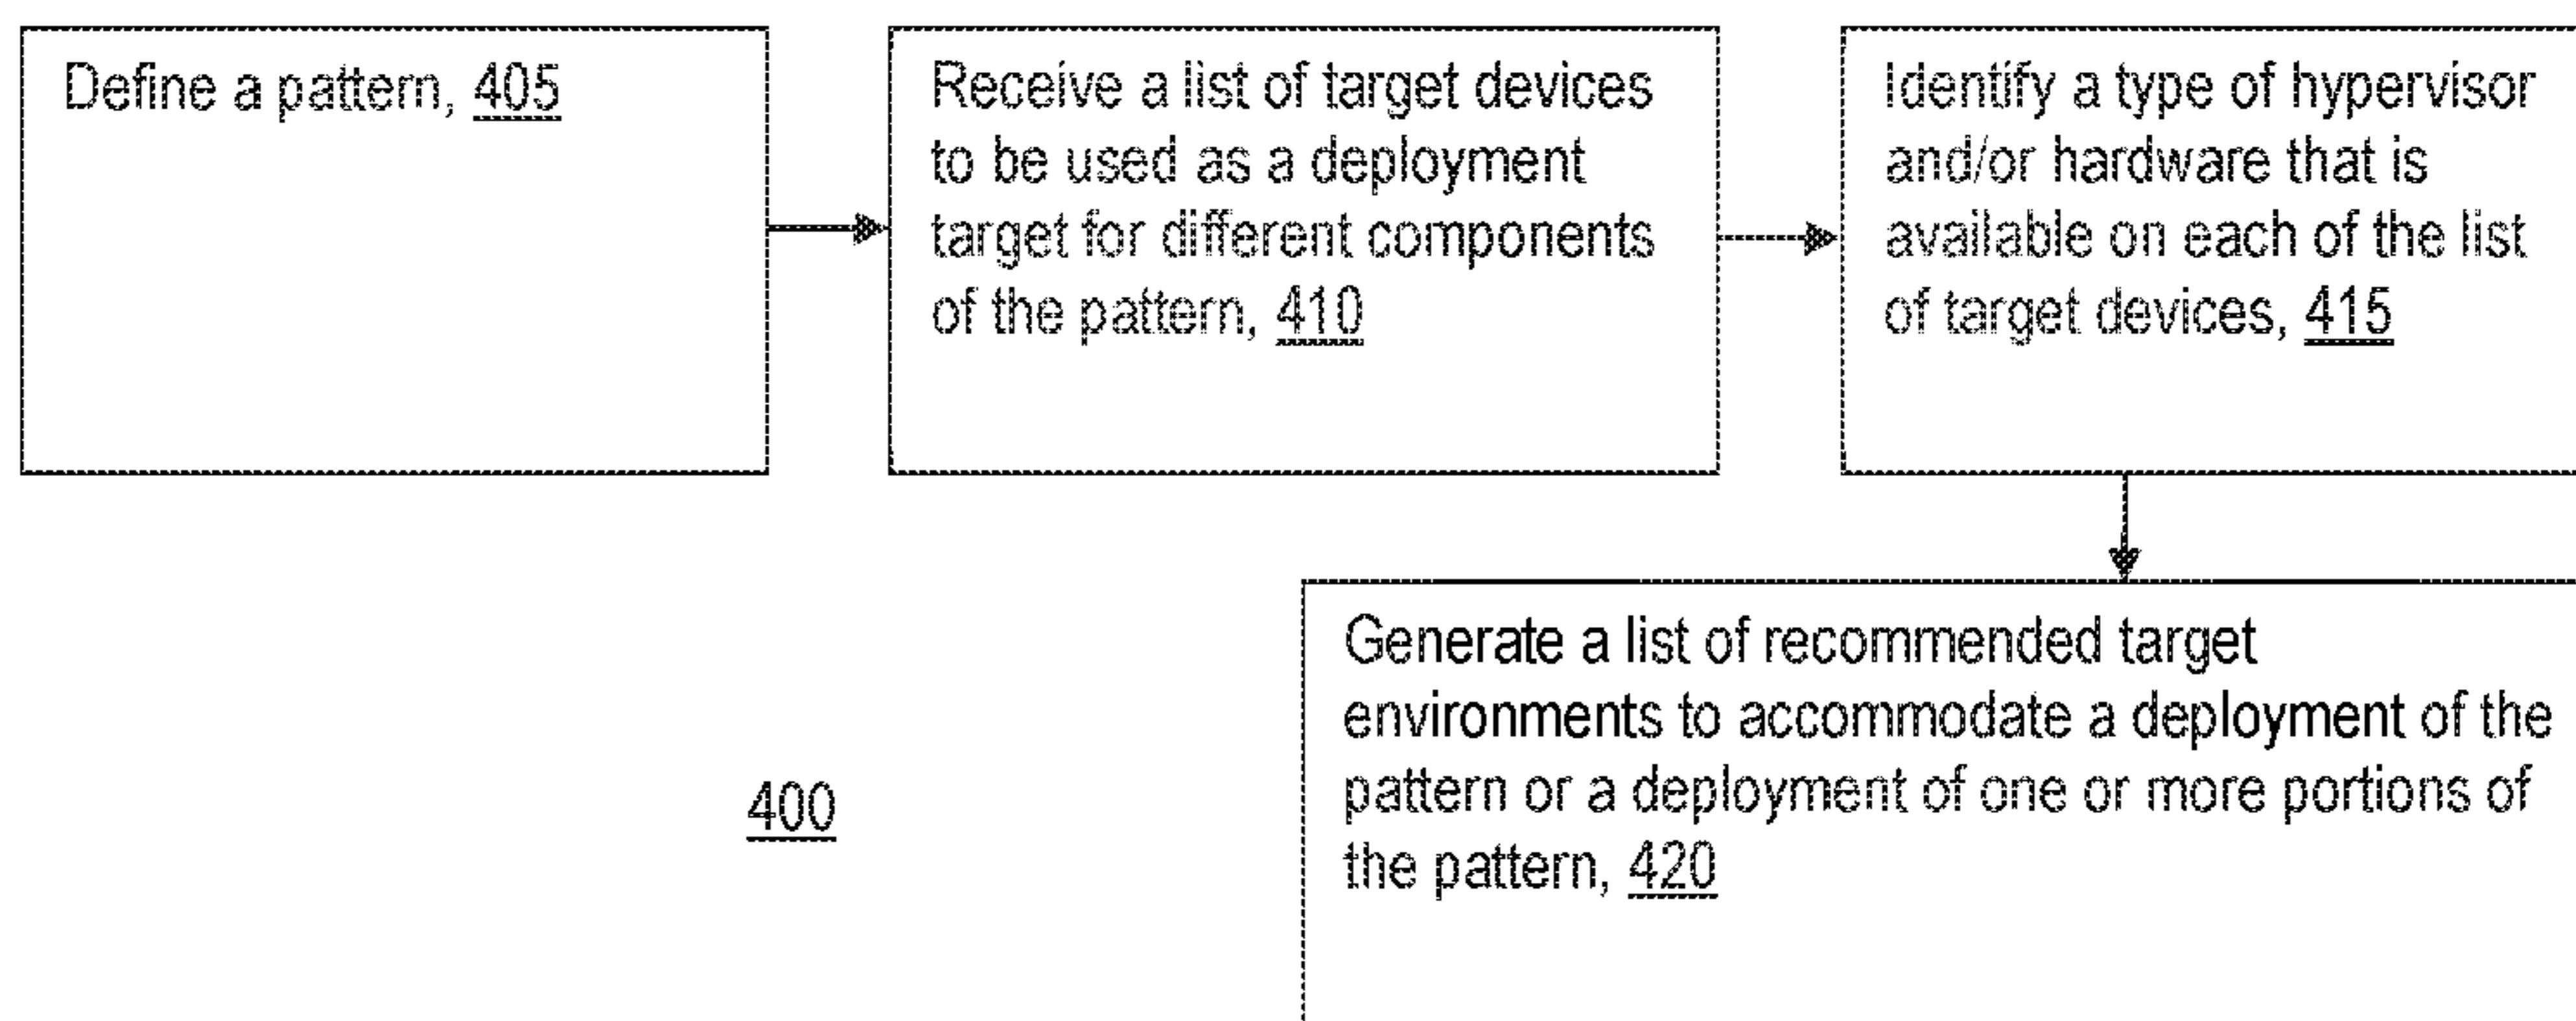 Define a pattern, 405
Receive a list of target devices
to be used as a deployment
target for different components
of the pattern, 410
Identify a type of hypervisor
and/or hardware that is
available on each of the list
of target devices, 415
Generate a list of recommended target
environments to accommodate a deployment of the
pattern or a deployment of one or more portions of
the pattern, 420
400